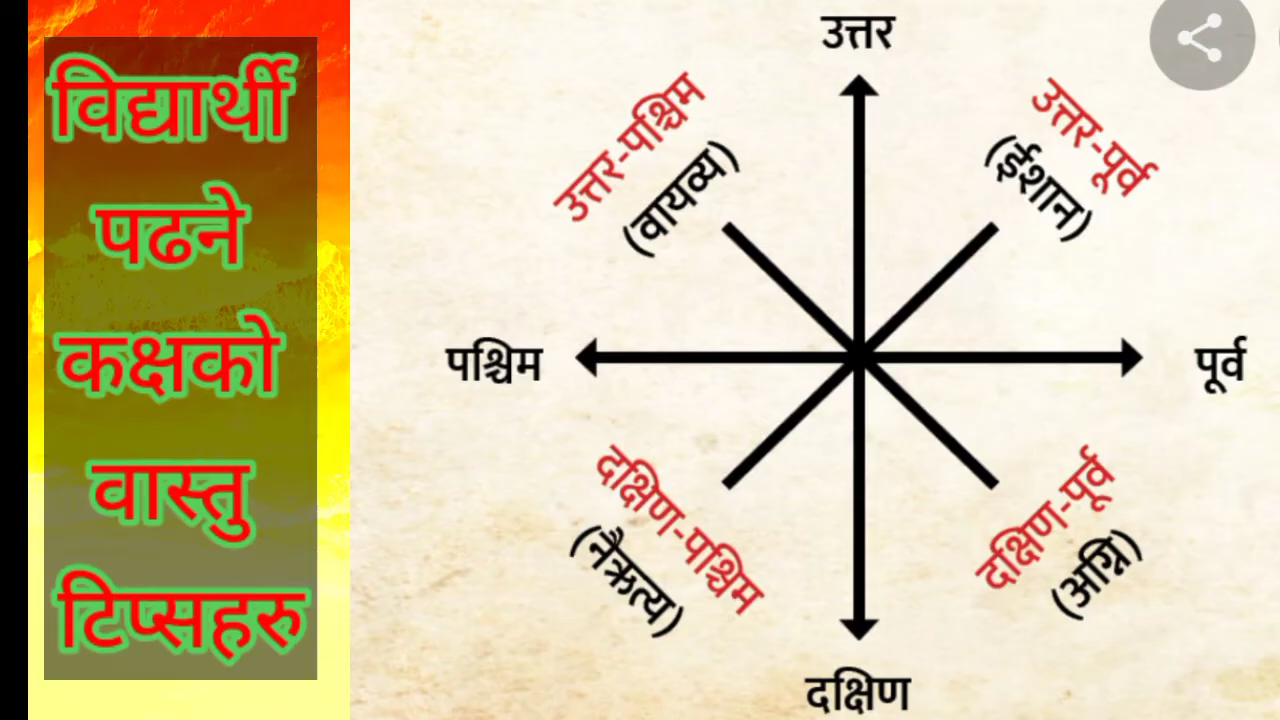 विद्यार्थी
पढने
कक्षको
वास्तु
टिप्सहरु
उत्तर
उत्तर-पश्चिम
(वायव्य)
उत्तर-पूर्व
(ईशान)
पश्चिम
पूर्व
दक्षिण-पश्चिम
(नैऋत्य)
दक्षिण-पूर्व
(अग्नि)
दक्षिण